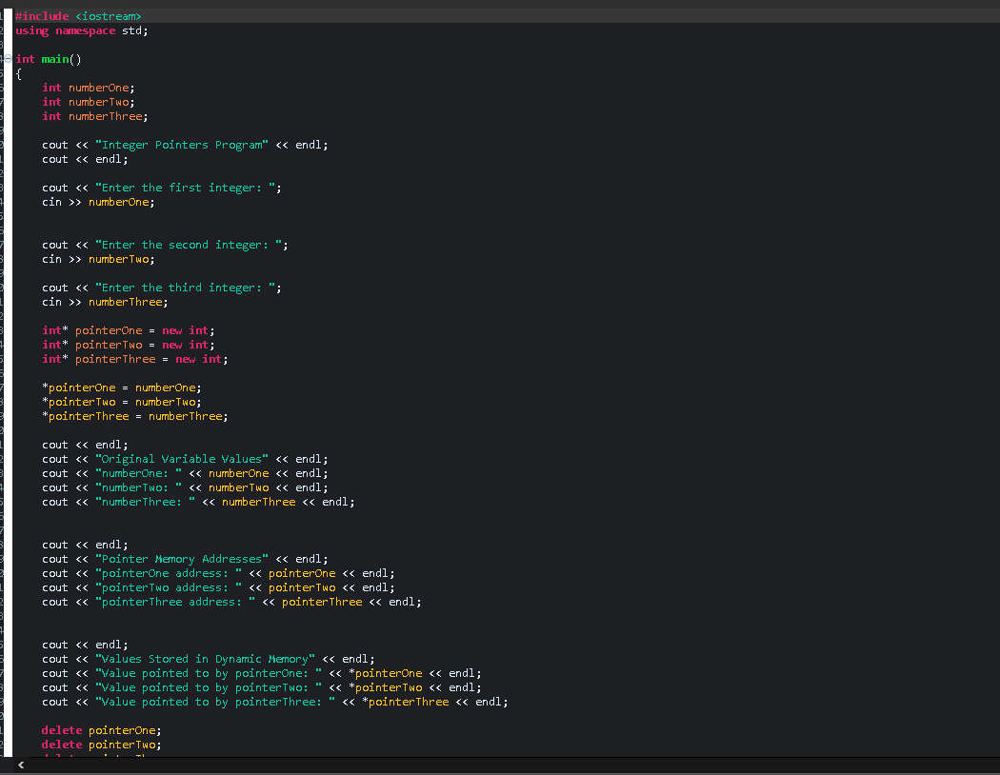 #include <iostream>
using namespace std;
int main()
{
int numberOne;
int numberTwo;
int numberThree;
cout << "Integer Pointers Program" << endl;
cout << endl;
cout << "Enter the first integer: ";
cin >> numberOne;
cout << "Enter the second integer: ";
cin >> numberTwo;
cout << "Enter the third integer: ";
cin >> numberThree;
int* pointerOne = new int;
int* pointerTwo = new int;
int* pointerThree = new int;
*pointerOne = numberOne;
*pointerTwo = numberTwo;
*pointerThree = numberThree;
cout << endl;
cout << "Original Variable Values" << endl;
cout << "numberOne: " << numberOne << endl;
cout << "numberTwo: " << numberTwo << endl;
cout << "numberThree: " << numberThree << endl;
cout << endl;
cout << "Pointer Memory Addresses" << endl;
cout << "pointerOne address: " << pointerOne << endl;
cout << "pointerTwo address: " << pointerTwo << endl;
cout << "pointerThree address: " << pointerThree << endl;
cout << endl;
cout << "Values Stored in Dynamic Memory" << endl;
cout << "Value pointed to by pointerOne: " << *pointerOne << endl;
cout << "Value pointed to by pointerTwo: " << *pointerTwo << endl;
cout << "Value pointed to by pointerThree: " << *pointerThree << endl;
delete pointerOne;
delete pointerTwo;